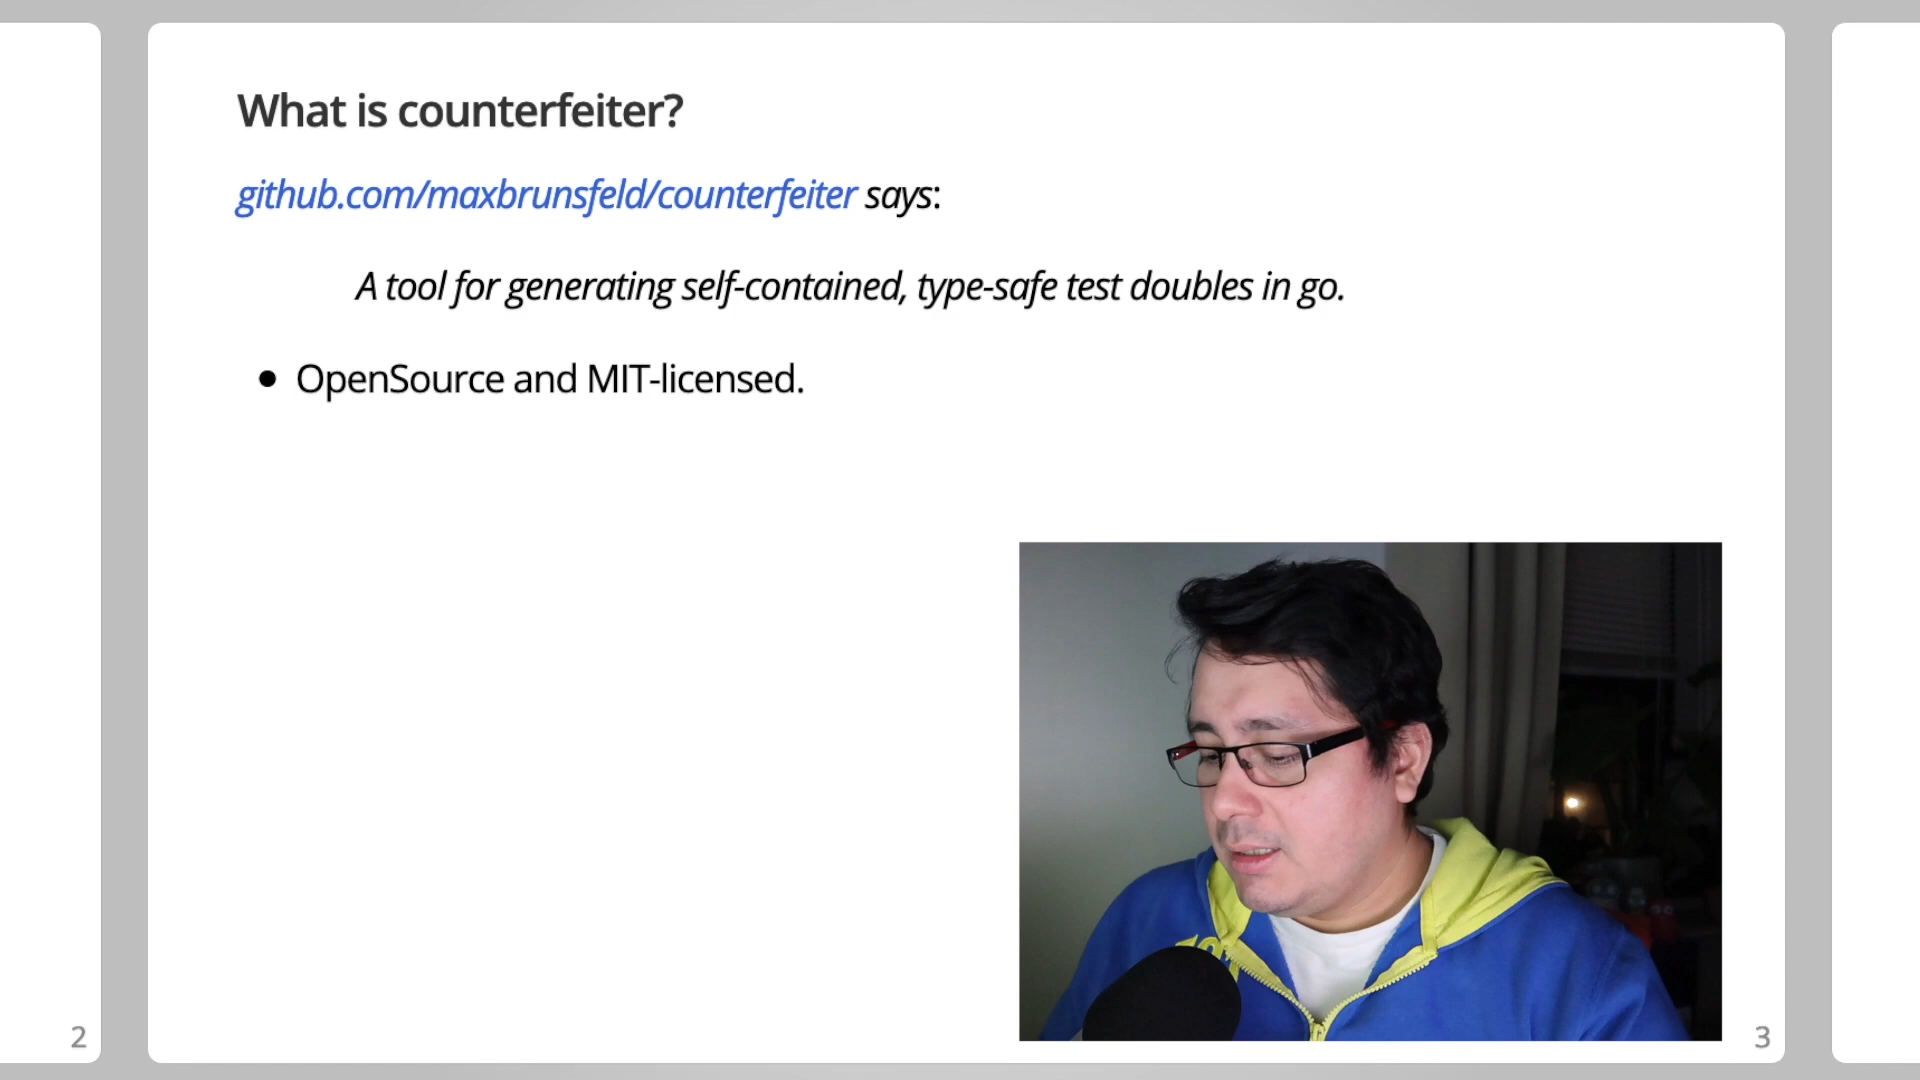 What is counterfeiter?
github.com/maxbrunsfeld/counterfeiter says:
A tool for generating self-contained, type-safe test doubles in go.
● OpenSource and MIT-licensed.
2
3